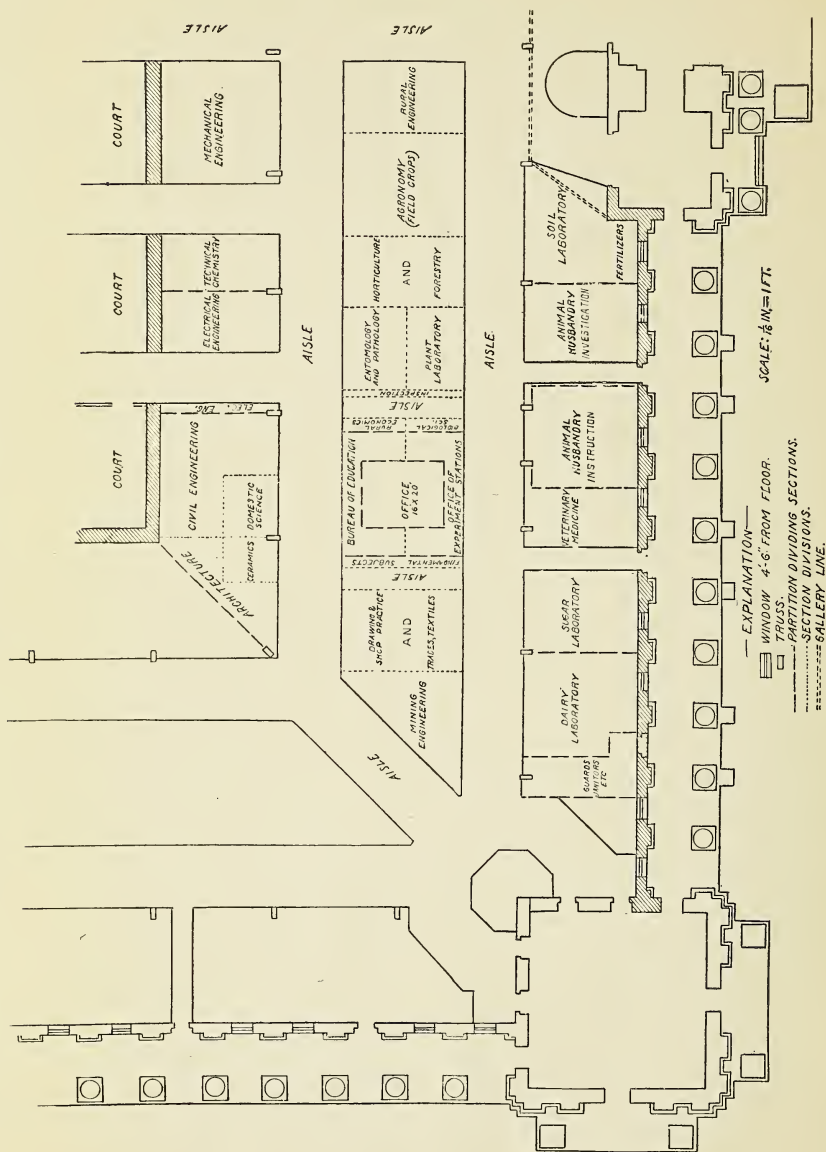 AISLE
AISLE
COURT
MECHANICAL
ENGINEERING.
COURT
ELECTRICAL
ENGINEERING
TECHNICAL
CHEMISTRY
COURT
ELEC. ENG.
CIVIL ENGINEERING
DOMESTIC
SCIENCE
CERAMICS
ARCHITECTURE
AISLE
RURAL
ENGINEERING
AGRONOMY
(FIELD CROPS)
HORTICULTURE
AND
FORESTRY
ENTOMOLOGY
AND PATHOLOGY
PLANT
LABORATORY
INSPECTION
AISLE
RURAL
ECONOMICS
BIOLOGICAL
SCI.
BUREAU OF EDUCATION
OFFICE,
16 X 20'
OFFICE OF
EXPERIMENT STATIONS
FUNDAMENTAL SUBJECTS
AISLE
DRAWING &
SHOP PRACTICE
AND
TRADES, TEXTILES
MINING
ENGINEERING
AISLE
AISLE.
SOIL
LABORATORY
FERTILIZERS
ANIMAL
HUSBANDRY
INVESTIGATION
ANIMAL
HUSBANDRY
INSTRUCTION
VETERINARY
MEDICINE
SUGAR
LABORATORY
DAIRY
LABORATORY
GUARDS
JANITORS
ETC
SCALE: 1/16 IN.=1 FT.
— EXPLANATION —
WINDOW 4'-6" FROM FLOOR.
TRUSS.
PARTITION DIVIDING SECTIONS.
SECTION DIVISIONS.
GALLERY LINE.